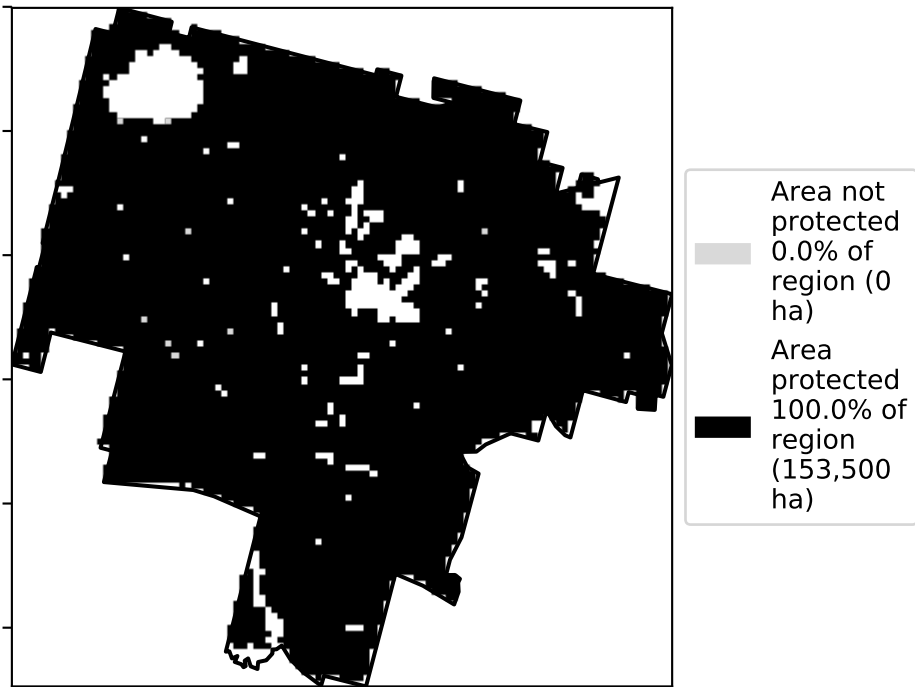 Area not
protected
0.0% of
region (0
ha)
Area
protected
100.0% of
region
(153,500
ha)